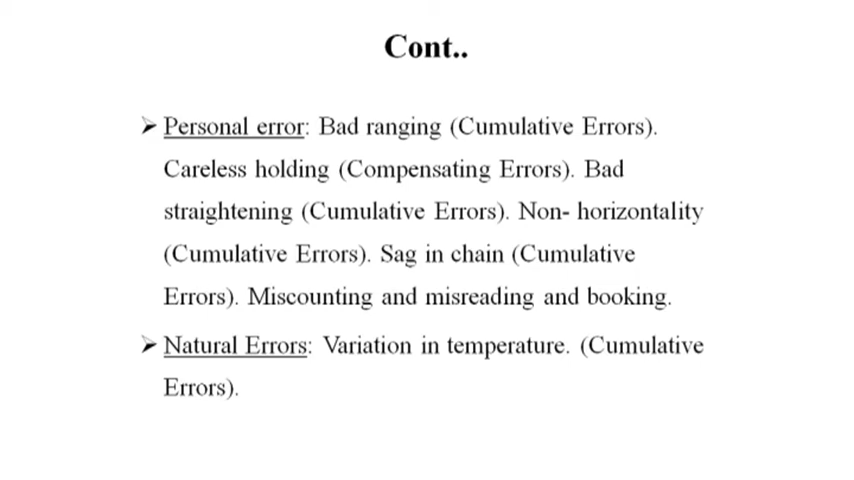 Cont..
➢ Personal error: Bad ranging (Cumulative Errors).
Careless holding (Compensating Errors). Bad
straightening (Cumulative Errors). Non- horizontality
(Cumulative Errors). Sag in chain (Cumulative
Errors). Miscounting and misreading and booking.
➢ Natural Errors: Variation in temperature. (Cumulative
Errors).